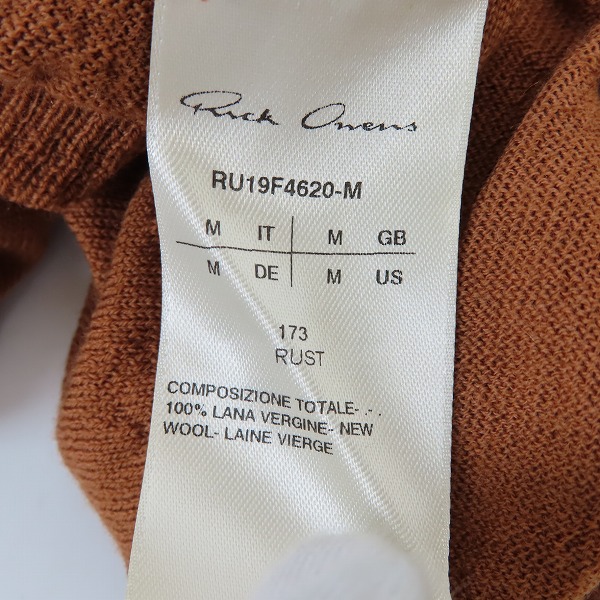 Rick Owens
RU19F4620-M
M IT M GB
M DE M US
173
RUST
COMPOSIZIONE TOTALE- .- .
100% LANA VERGINE- NEW
WOOL- LAINE VIERGE